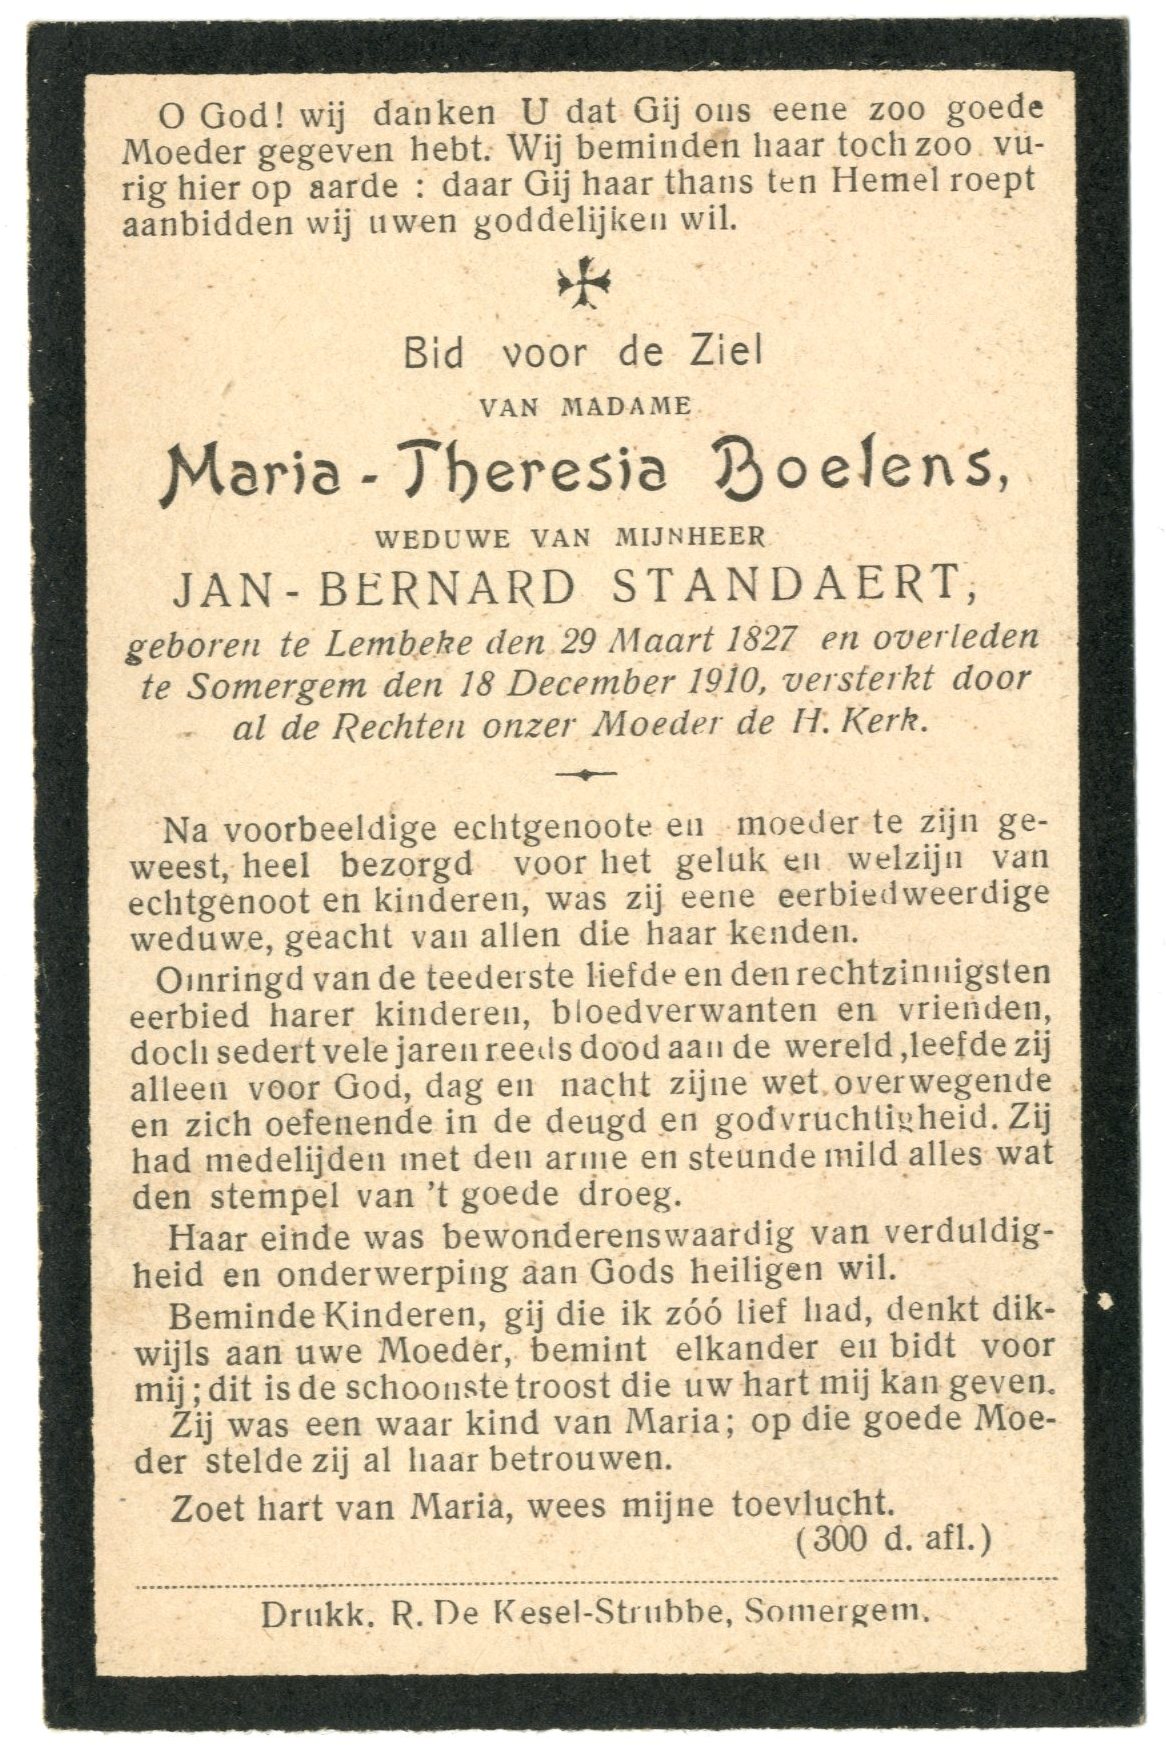 O God! wij danken U dat Gij ons eene zoo goede
Moeder gegeven hebt. Wij beminden haar toch zoo vu-
rig hier op aarde : daar Gij haar thans ten Hemel roept
aanbidden wij uwen goddelijken wil.
Bid voor de Ziel
VAN MADAME
Maria-Theresia Boelens,
WEDUWE VAN MIJNHEER
JAN-BERNARD STANDAERT,
geboren te Lembeke den 29 Maart 1827 en overleden
te Somergem den 18 December 1910, versterkt door
al de Rechten onzer Moeder de H. Kerk.
Na voorbeeldige echtgenoote en moeder te zijn ge-
weest, heel bezorgd voor het geluk en welzijn van
echtgenoot en kinderen, was zij eene eerbiedweerdige
weduwe, geacht van allen die haar kenden.
Omringd van de teederste liefde en den rechtzinnigsten
eerbied harer kinderen, bloedverwanten en vrienden,
doch sedert vele jaren reeds dood aan de wereld ,leefde zij
alleen voor God, dag en nacht zijne wet overwegende
en zich oefenende in de deugd en godvruchtigheid. Zij
had medelijden met den arme en steunde mild alles wat
den stempel van 't goede droeg.
Haar einde was bewonderenswaardig van verduldig-
heid en onderwerping aan Gods heiligen wil.
Beminde Kinderen, gij die ik zóó lief had, denkt dik-
wijls aan uwe Moeder, bemint elkander en bidt voor
mij ; dit is de schoonste troost die uw hart mij kan geven.
Zij was een waar kind van Maria; op die goede Moe-
der stelde zij al haar betrouwen.
Zoet hart van Maria, wees mijne toevlucht.
(300 d. afl.)
Drukk. R. De Kesel-Strubbe, Somergem.